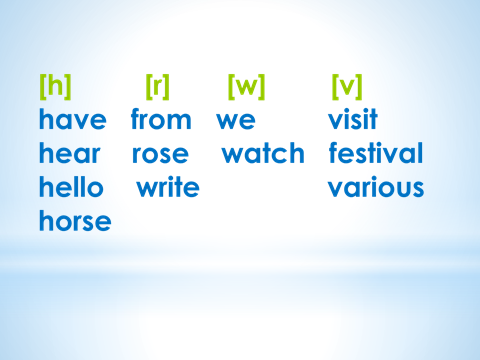 [h] [r] [w] [v]
have from we visit
hear rose watch festival
hello write various
horse